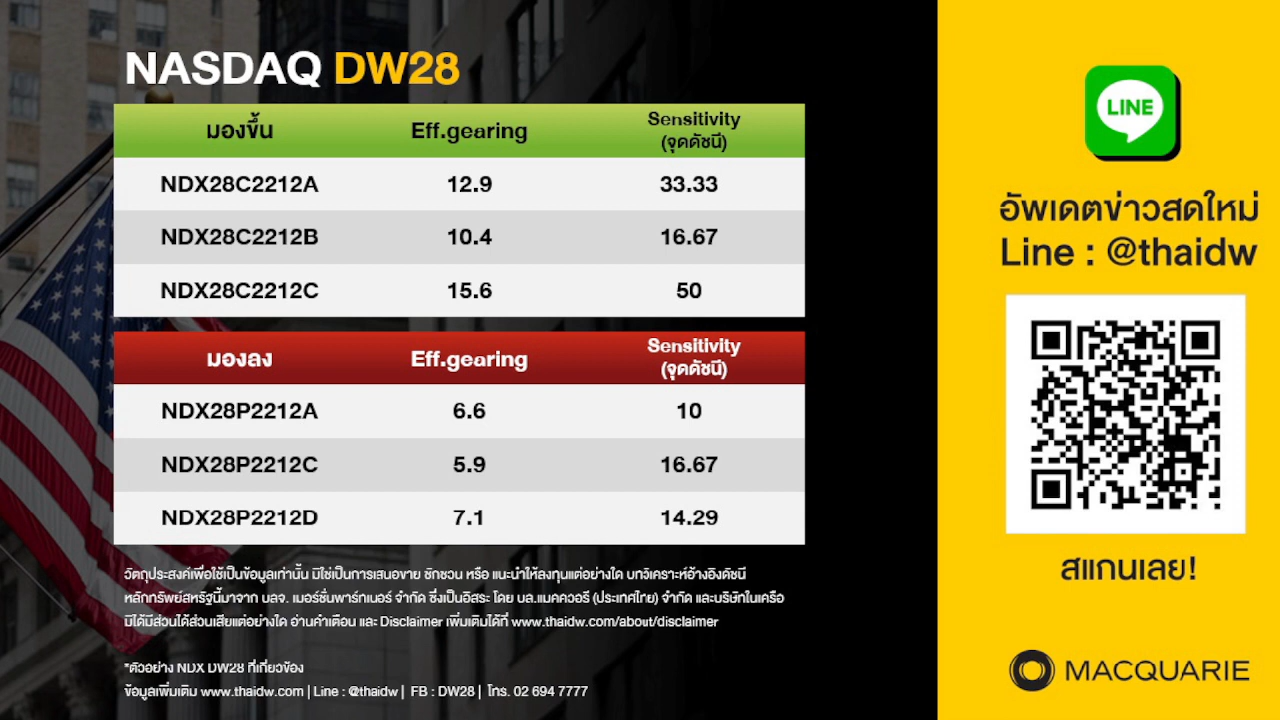 NASDAQ DW28
มองขึ้น Eff.gearing Sensitivity (จุดดัชนี)
NDX28C2212A 12.9 33.33
NDX28C2212B 10.4 16.67
NDX28C2212C 15.6 50
มองลง Eff.gearing Sensitivity (จุดดัชนี)
NDX28P2212A 6.6 10
NDX28P2212C 5.9 16.67
NDX28P2212D 7.1 14.29
วัตถุประสงค์เพื่อใช้เป็นข้อมูลเท่านั้น มิใช่เป็นการเสนอขาย ชักชวน หรือ แนะนำให้ลงทุนแต่อย่างใด บทวิเคราะห์อ้างอิงดัชนี
หลักทรัพย์สหรัฐนี้มาจาก บลจ. เมอร์ชั่นพาร์ทเนอร์ จำกัด ซึ่งเป็นอิสระ โดย บล.แมคควอรี (ประเทศไทย) จำกัด และบริษัทในเครือ
มิได้มีส่วนได้ส่วนเสียแต่อย่างใด อ่านคำเตือน และ Disclaimer เพิ่มเติมได้ที่ www.thaidw.com/about/disclaimer
*ตัวอย่าง NDX DW28 ที่เกี่ยวข้อง
ข้อมูลเพิ่มเติม www.thaidw.com | Line : @thaidw | FB : DW28 | โทร. 02 694 7777
LINE
อัพเดตข่าวสดใหม่
Line : @thaidw
สแกนเลย!
MACQUARIE